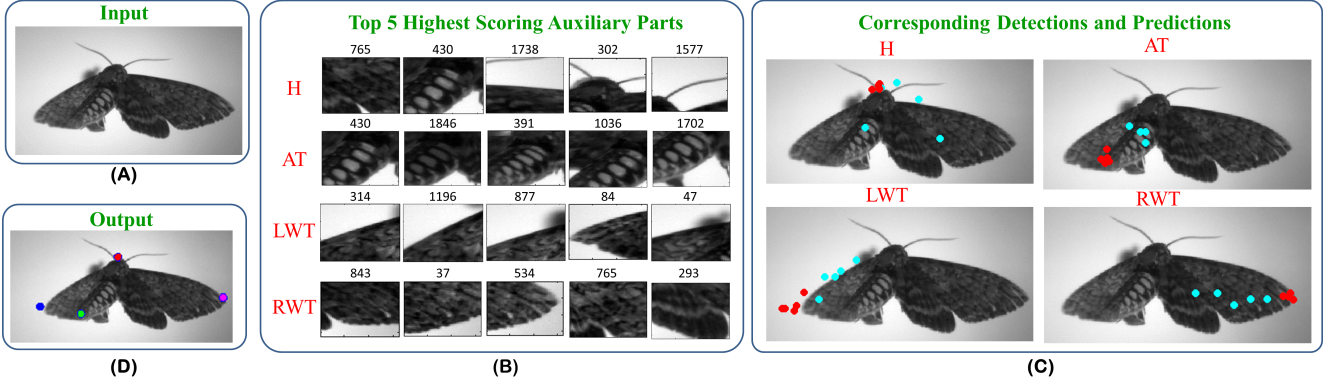 Input
(A)
Output
(D)
Top 5 Highest Scoring Auxiliary Parts
765 430 1738 302 1577
H
430 1846 391 1036 1702
AT
314 1196 877 84 47
LWT
843 37 534 765 293
RWT
(B)
Corresponding Detections and Predictions
H AT
LWT RWT
(C)